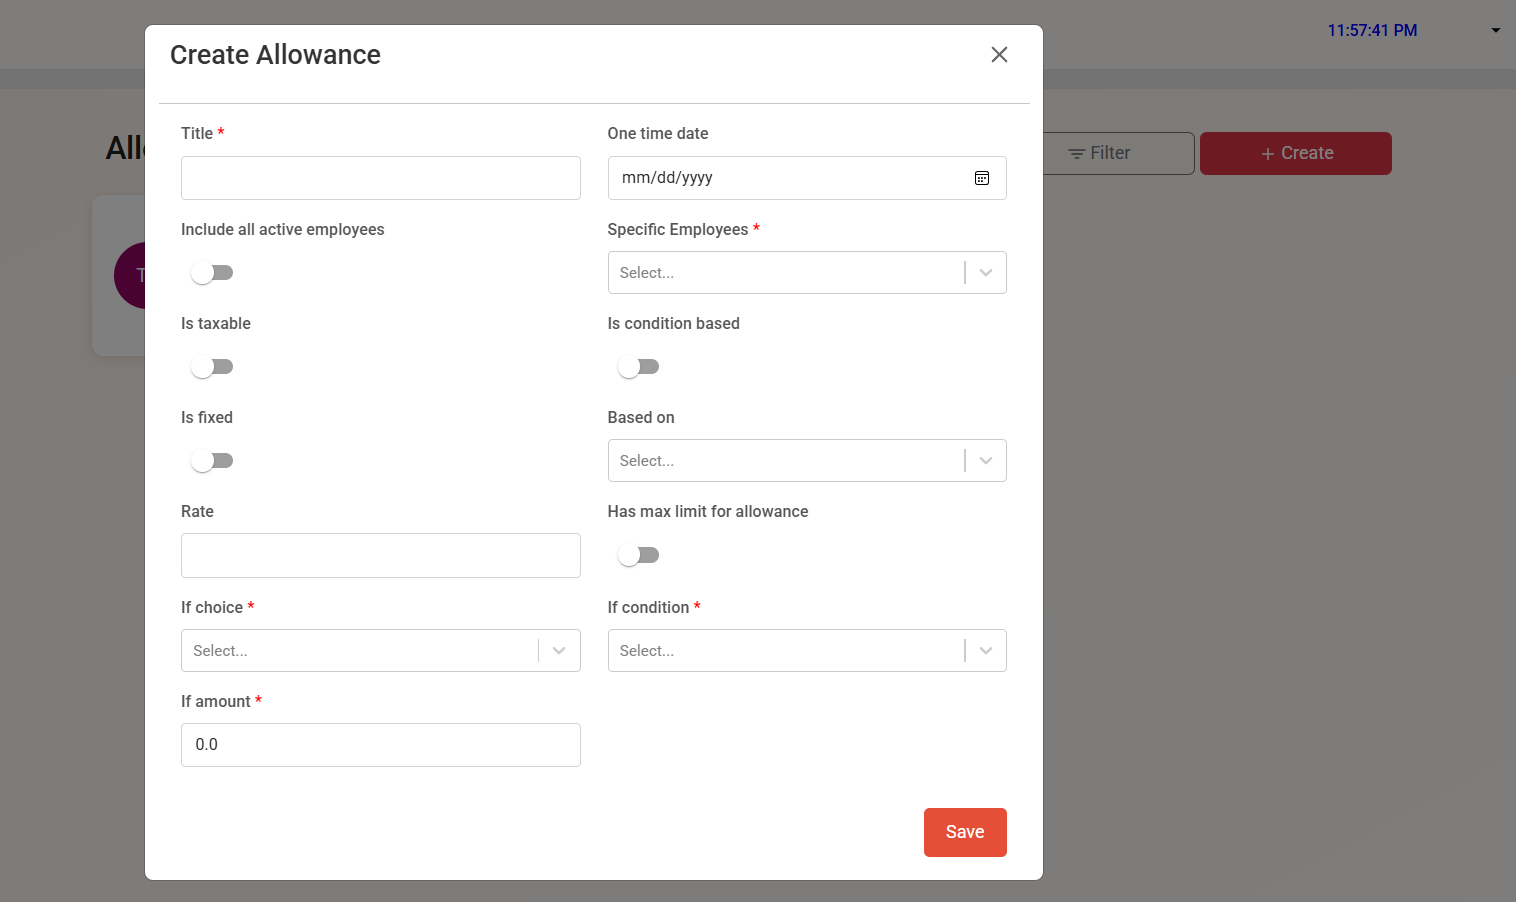 11:57:41 PM
Create Allowance
Filter
+ Create
Title *
One time date
mm/dd/yyyy
Include all active employees
Specific Employees *
Select...
Is taxable
Is condition based
Is fixed
Based on
Select...
Rate
Has max limit for allowance
If choice *
If condition *
Select...
Select...
If amount *
0.0
Save